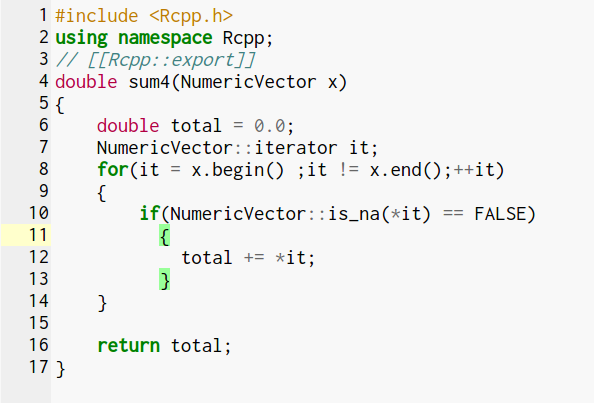 1 #include <Rcpp.h>
2 using namespace Rcpp;
3 // [[Rcpp::export]]
4 double sum4(NumericVector x)
5 {
6     double total = 0.0;
7     NumericVector::iterator it;
8     for(it = x.begin() ;it != x.end();++it)
9     {
10         if(NumericVector::is_na(*it) == FALSE)
11           {
12             total += *it;
13           }
14     }
15
16     return total;
17 }